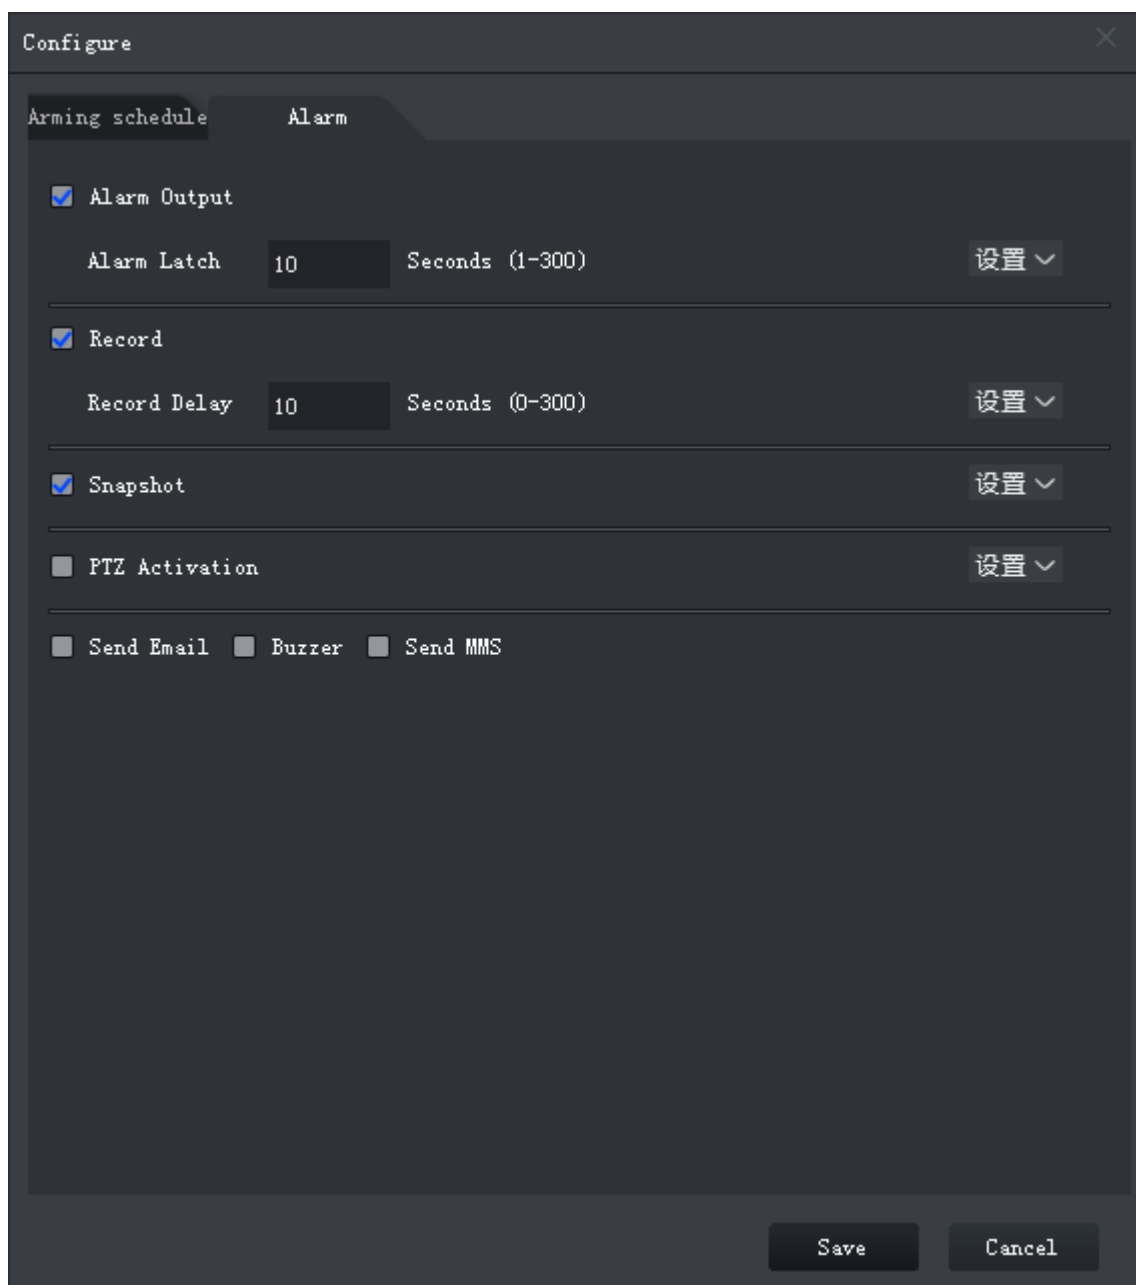 Configure
Arming schedule Alarm
Alarm Output
Alarm Latch 10 Seconds (1-300) 设置
Record
Record Delay 10 Seconds (0-300) 设置
Snapshot 设置
PTZ Activation 设置
Send Email Buzzer Send MMS
Save Cancel